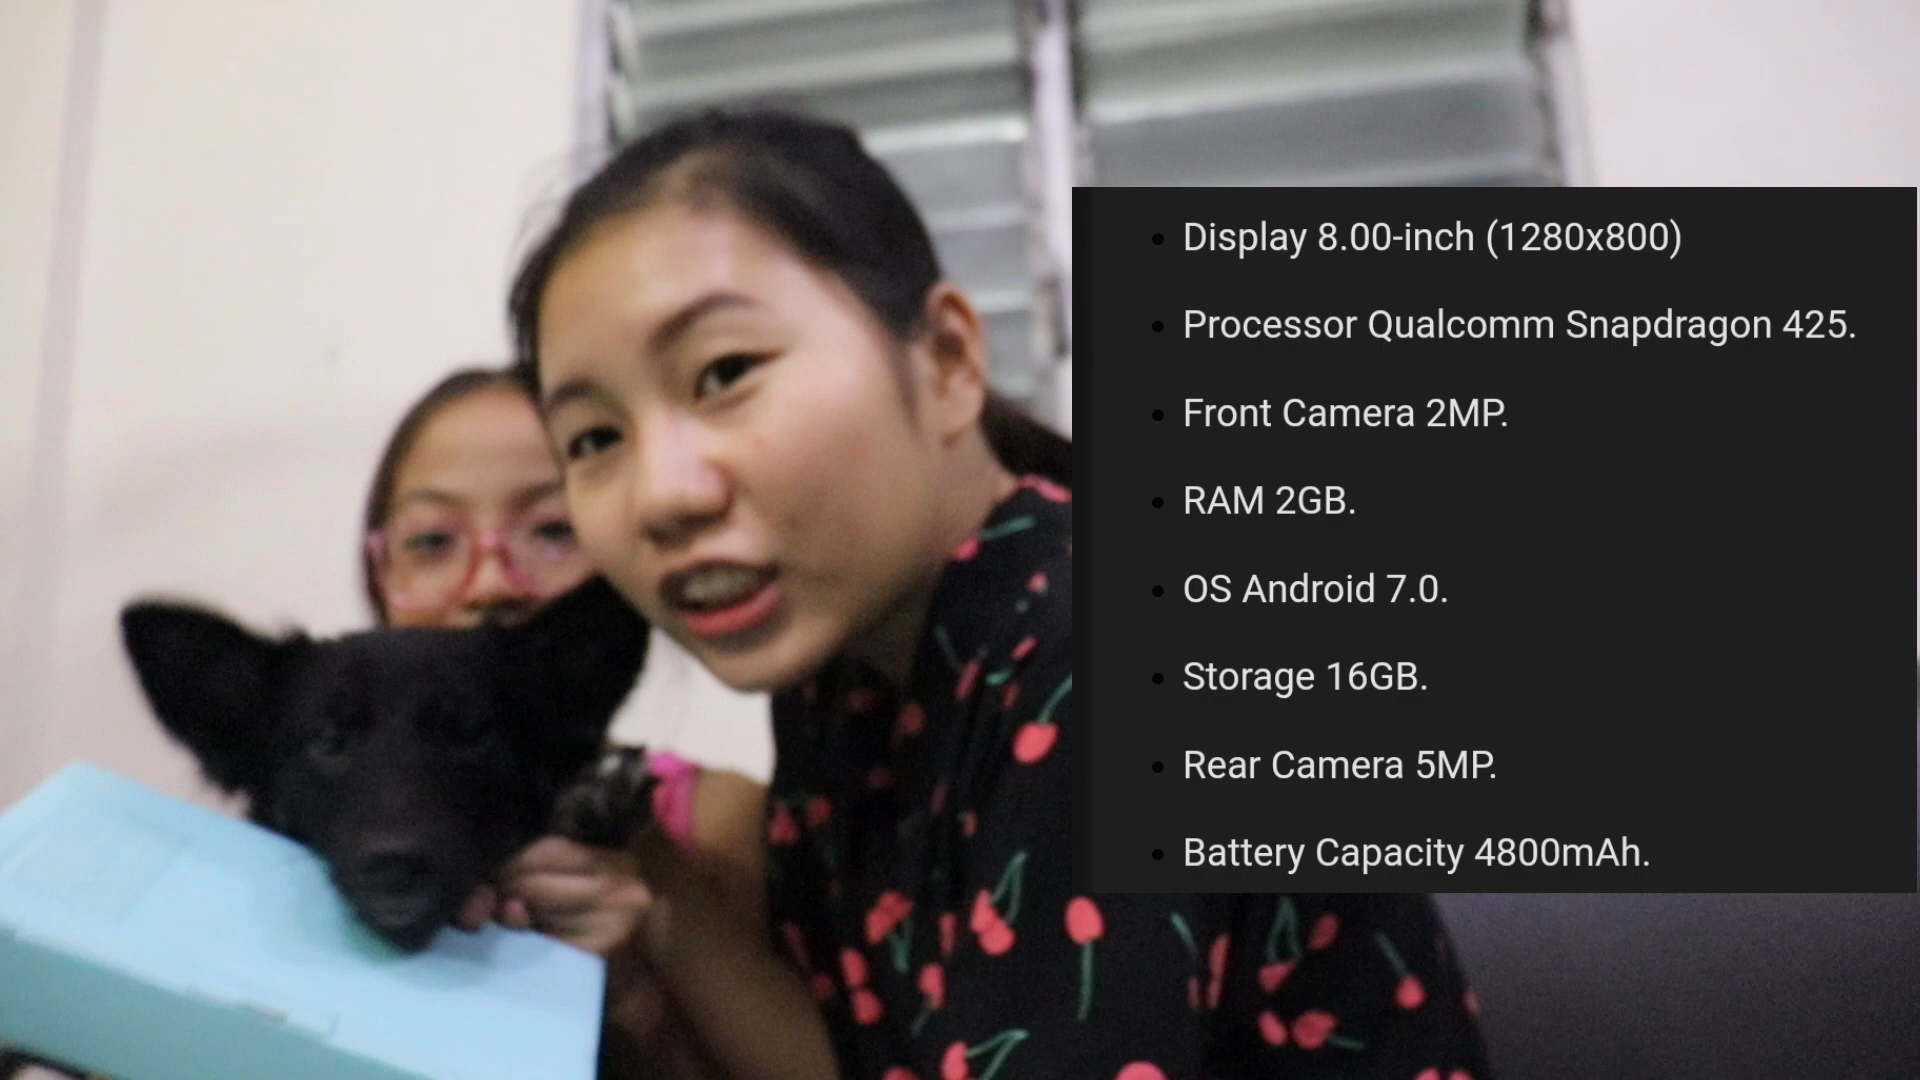 Display 8.00-inch (1280x800)
Processor Qualcomm Snapdragon 425.
Front Camera 2MP.
RAM 2GB.
OS Android 7.0.
Storage 16GB.
Rear Camera 5MP.
Battery Capacity 4800mAh.